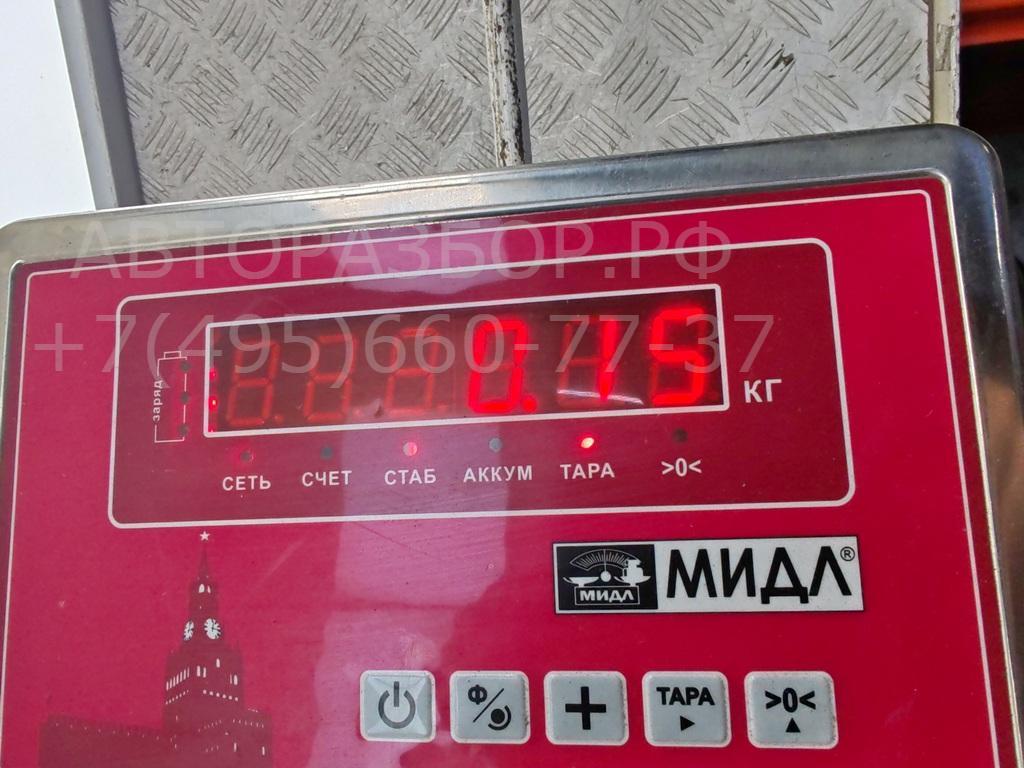 АВТОРАЗБОР.РФ
+7(495)660-77-37
заряд
0.15
КГ
СЕТЬ СЧЕТ СТАБ АККУМ ТАРА >0<
МИДЛ МИДЛ®
Ф/ + ТАРА >0<